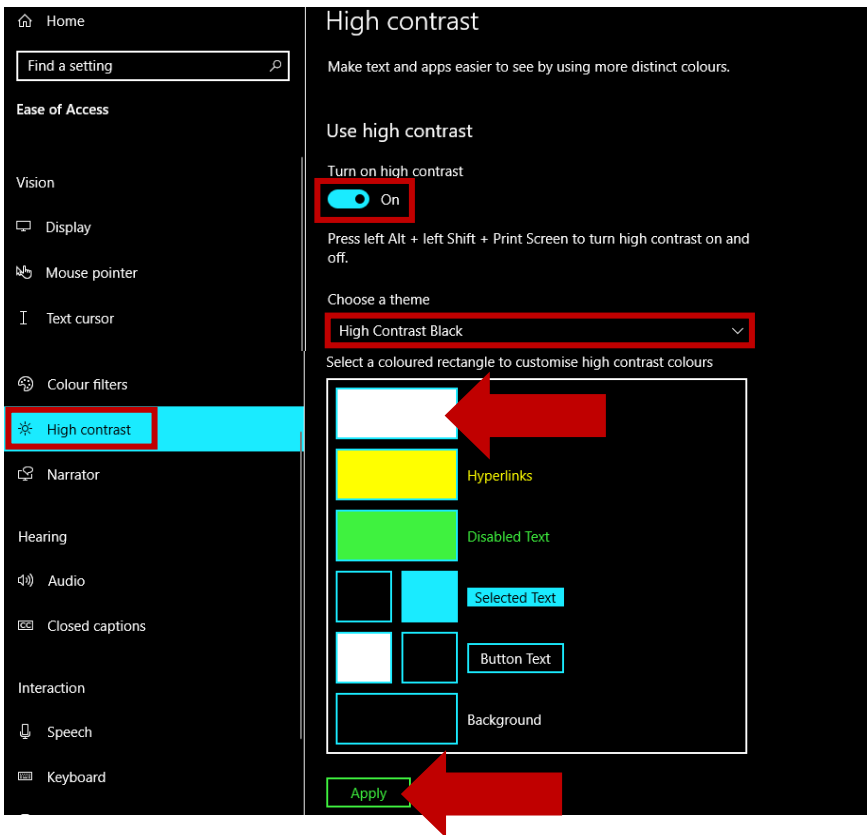 Home
Find a setting
Ease of Access
Vision
Display
Mouse pointer
Text cursor
Colour filters
High contrast
Narrator
Hearing
Audio
Closed captions
Interaction
Speech
Keyboard
High contrast
Make text and apps easier to see by using more distinct colours.
Use high contrast
Turn on high contrast
On
Press left Alt + left Shift + Print Screen to turn high contrast on and
off.
Choose a theme
High Contrast Black
Select a coloured rectangle to customise high contrast colours
Hyperlinks
Disabled Text
Selected Text
Button Text
Background
Apply